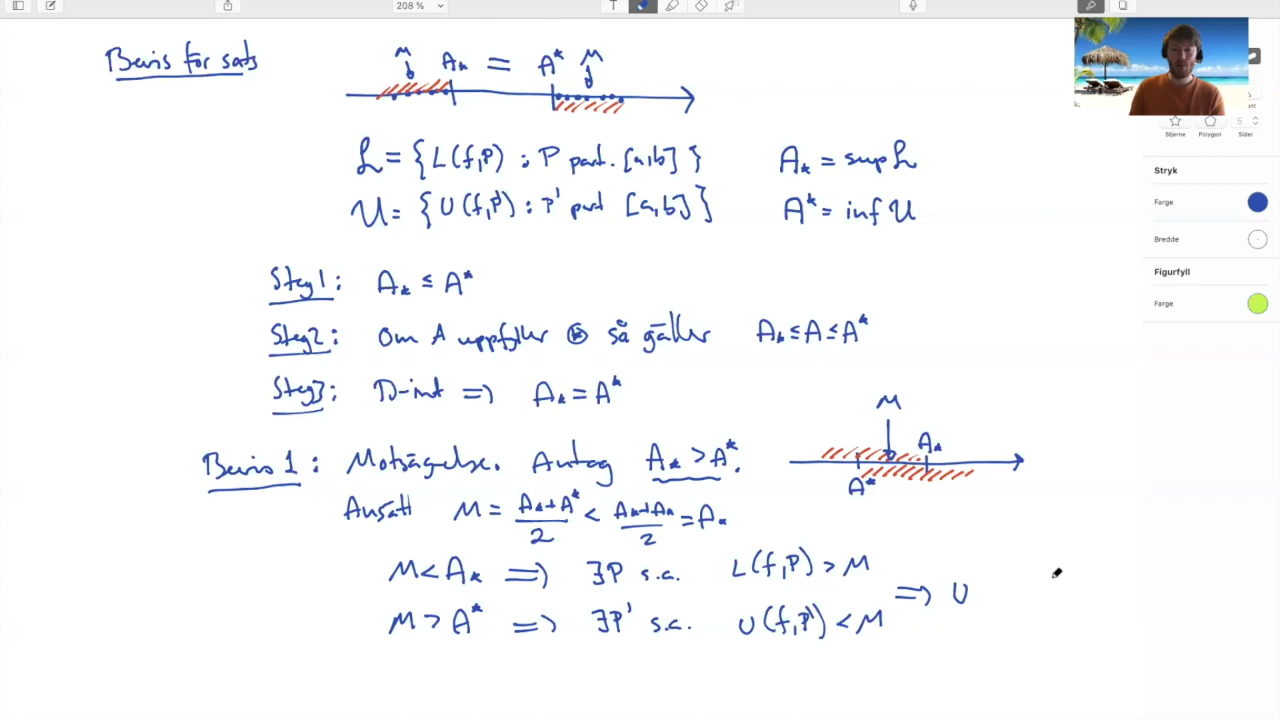 208 %
Bevis för sats
M A* = A* M
L = { L(f,P) : P part. [a,b] } A* = sup L
U = { U(f,P') : P' part [a,b] } A* = inf U
Steg 1: A* ≤ A*
Steg 2: Om A uppfyller ⊛ så gäller A* ≤ A ≤ A*
Steg 3: D-int => A* = A*
M
A*
A*
Bevis 1: Motsägelse. Antag A* > A*.
Ansätt M = (A* + A*)/2 < (A* + A*)/2 = A*
M < A* => ∃P s.a. L(f,P) > M
M > A* => ∃P' s.a. U(f,P') < M => U
Stjerne Polygon Sider
5
Stryk
Farge
Bredde
Figurfyll
Farge